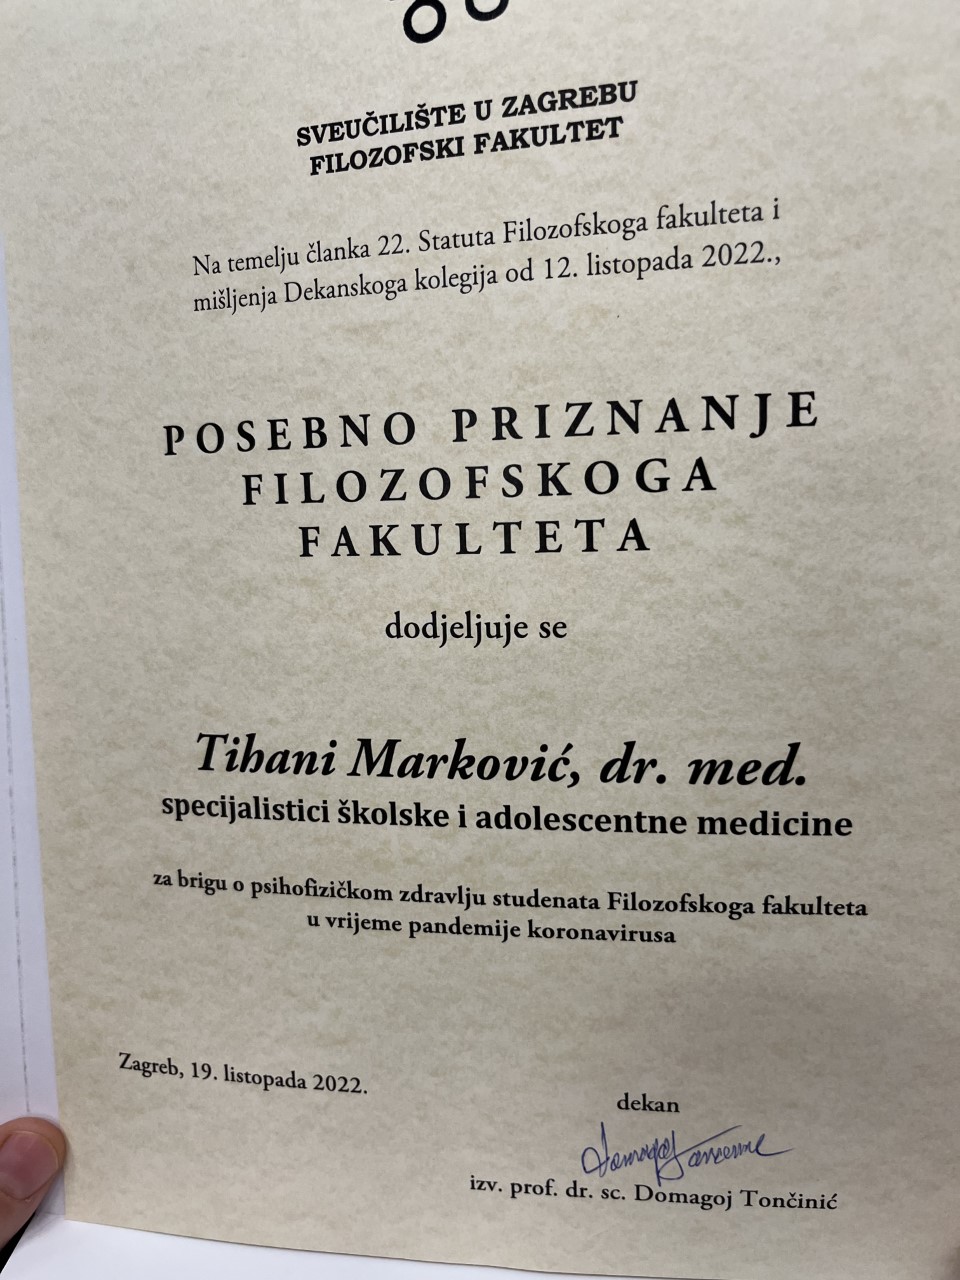 SVEUČILIŠTE U ZAGREBU
FILOZOFSKI FAKULTET
Na temelju članka 22. Statuta Filozofskoga fakulteta i
mišljenja Dekanskoga kolegija od 12. listopada 2022.,
POSEBNO PRIZNANJE
FILOZOFSKOGA
FAKULTETA
dodjeljuje se
Tihani Marković, dr. med.
specijalistici školske i adolescentne medicine
za brigu o psihofizičkom zdravlju studenata Filozofskoga fakulteta
u vrijeme pandemije koronavirusa
Zagreb, 19. listopada 2022.
dekan
izv. prof. dr. sc. Domagoj Tončinić